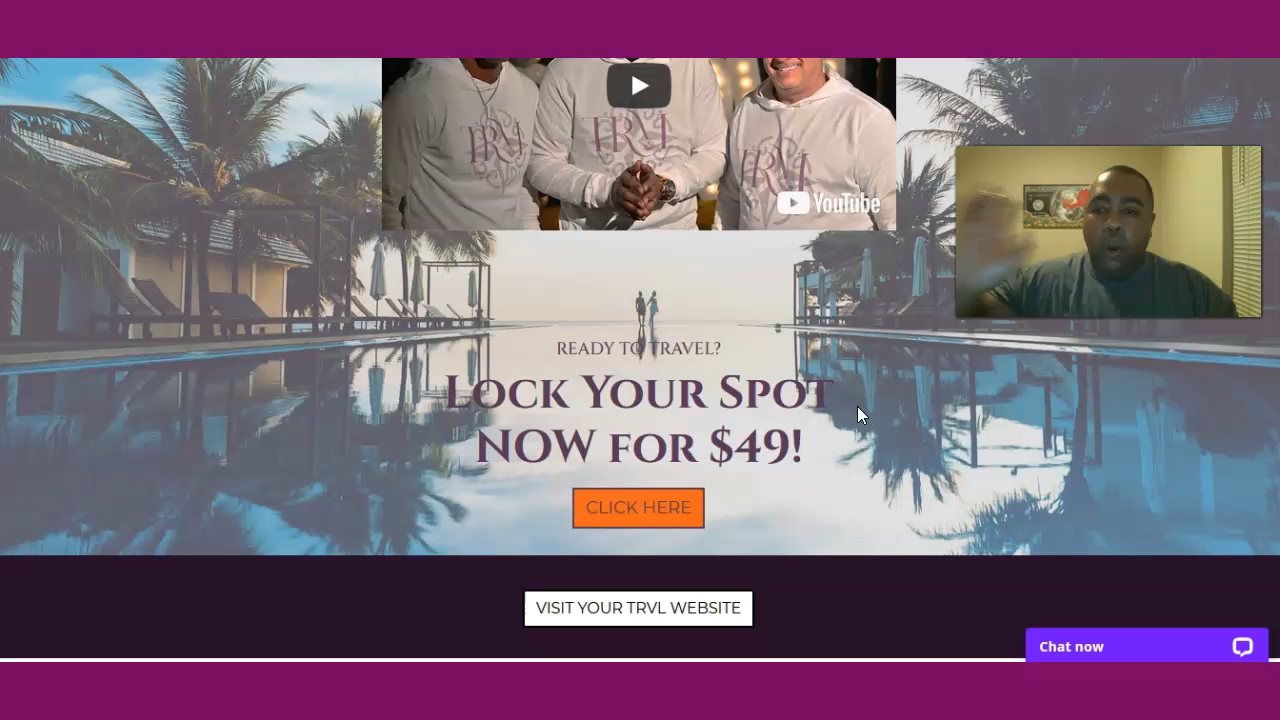 TRVL
TRVL
TRVL
YouTube
READY TO TRAVEL?
LOCK YOUR SPOT
NOW FOR $49!
CLICK HERE
VISIT YOUR TRVL WEBSITE
Chat now